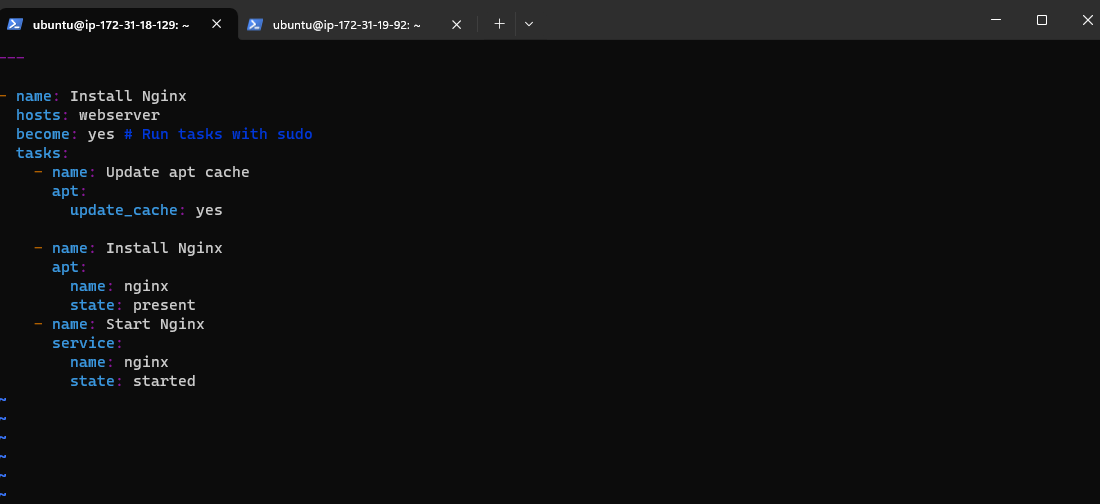 ubuntu@ip-172-31-18-129: ~
ubuntu@ip-172-31-19-92: ~
---
- name: Install Nginx
  hosts: webserver
  become: yes # Run tasks with sudo
  tasks:
    - name: Update apt cache
      apt:
        update_cache: yes
    - name: Install Nginx
      apt:
        name: nginx
        state: present
    - name: Start Nginx
      service:
        name: nginx
        state: started
~
~
~
~
~
~